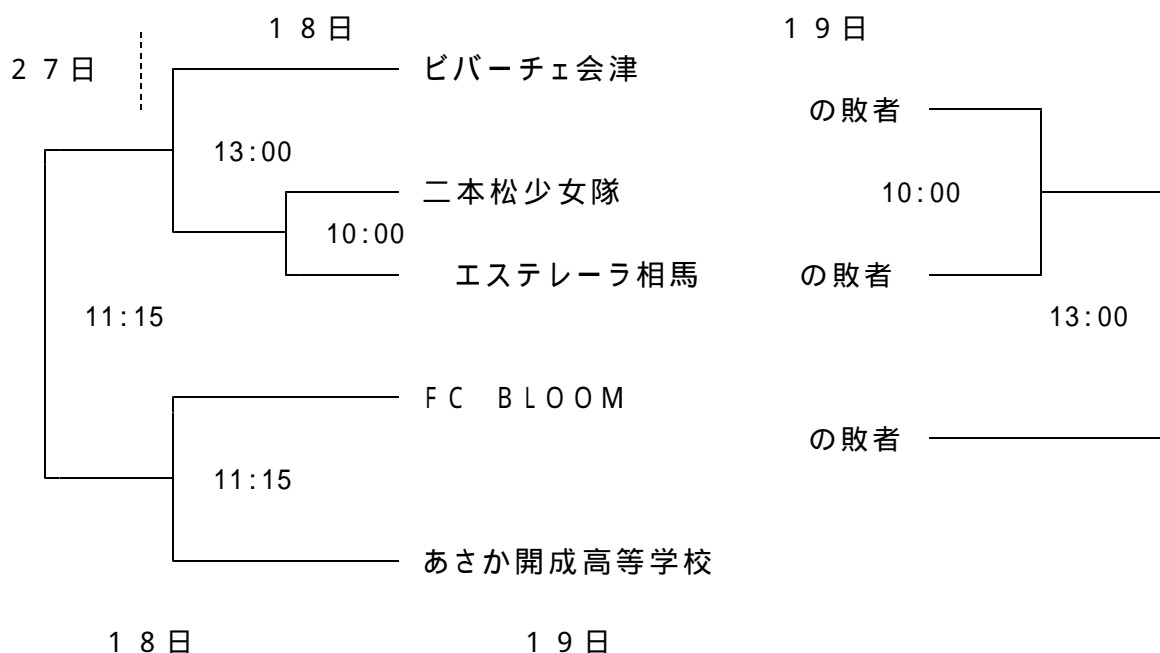 １８日 １９日
２７日 ビバーチェ会津
の敗者
13:00
二本松少女隊 10:00
10:00
エステレーラ相馬 の敗者
11:15 13:00
ＦＣ ＢＬＯＯＭ
の敗者
11:15
あさか開成高等学校
１８日 １９日